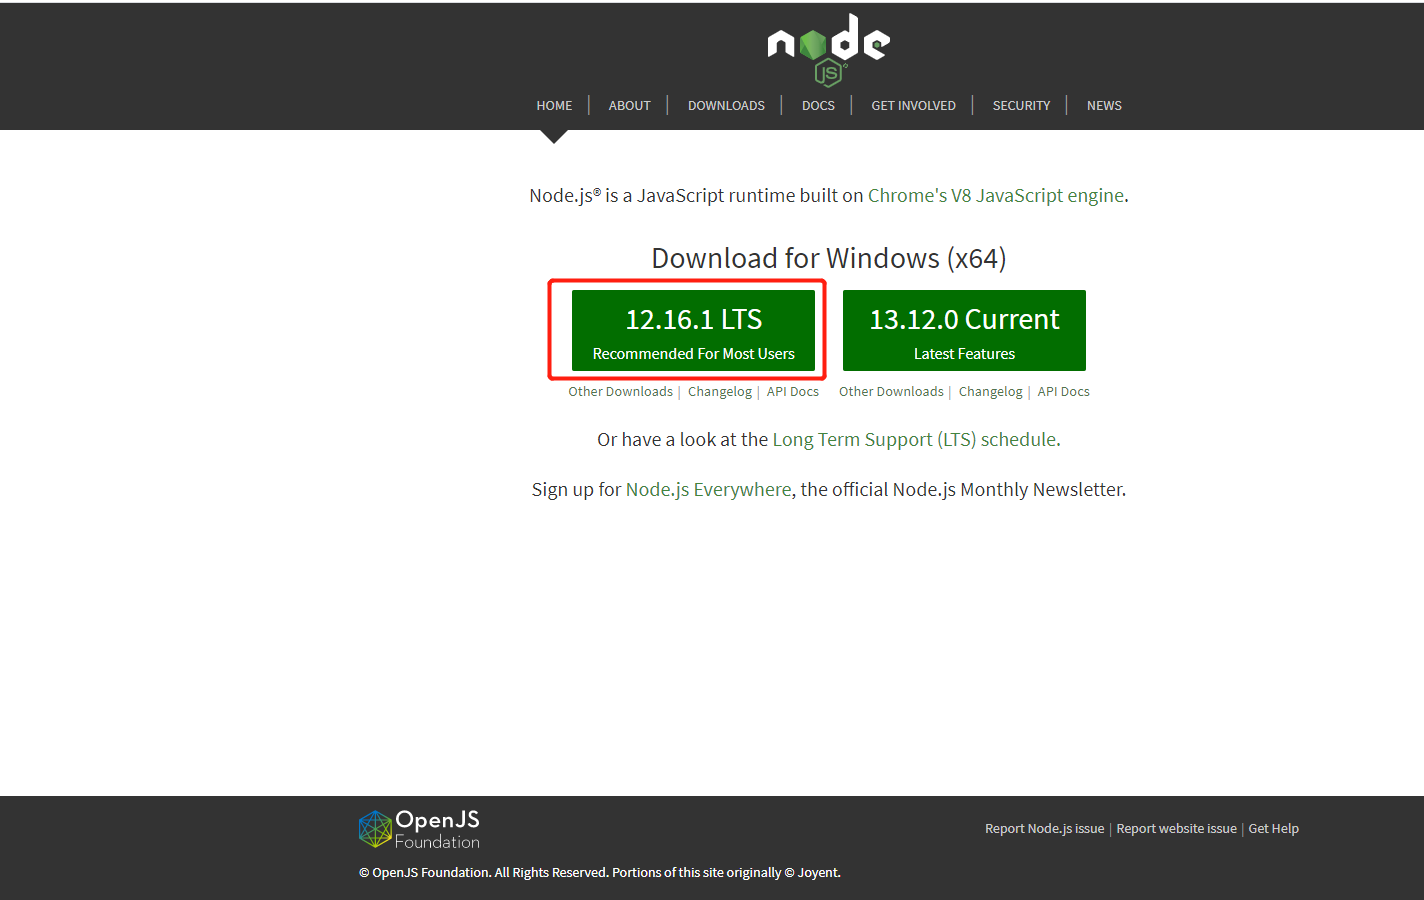 node
JS
HOME | ABOUT | DOWNLOADS | DOCS | GET INVOLVED | SECURITY | NEWS
Node.js® is a JavaScript runtime built on Chrome's V8 JavaScript engine.
Download for Windows (x64)
12.16.1 LTS
Recommended For Most Users
13.12.0 Current
Latest Features
Other Downloads | Changelog | API Docs
Other Downloads | Changelog | API Docs
Or have a look at the Long Term Support (LTS) schedule.
Sign up for Node.js Everywhere, the official Node.js Monthly Newsletter.
OpenJS
Foundation
Report Node.js issue | Report website issue | Get Help
© OpenJS Foundation. All Rights Reserved. Portions of this site originally © Joyent.